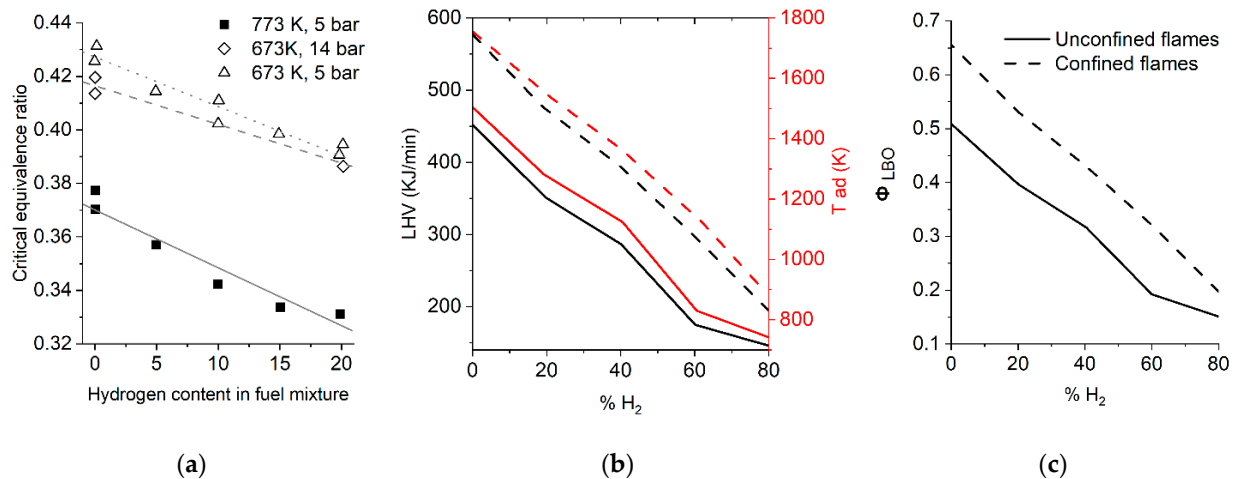 0.44
0.42
0.40
0.38
0.36
0.34
0.32
Critical equivalence ratio
773 K, 5 bar
673K, 14 bar
673 K, 5 bar
0 5 10 15 20
Hydrogen content in fuel mixture
(a)
600
500
400
300
200
LHV (KJ/min)
1800
1600
1400
1200
1000
800
T ad (K)
0 20 40 60 80
% H₂
(b)
0.7
0.6
0.5
0.4
0.3
0.2
0.1
Φ LBO
Unconfined flames
Confined flames
0 20 40 60 80
% H₂
(c)